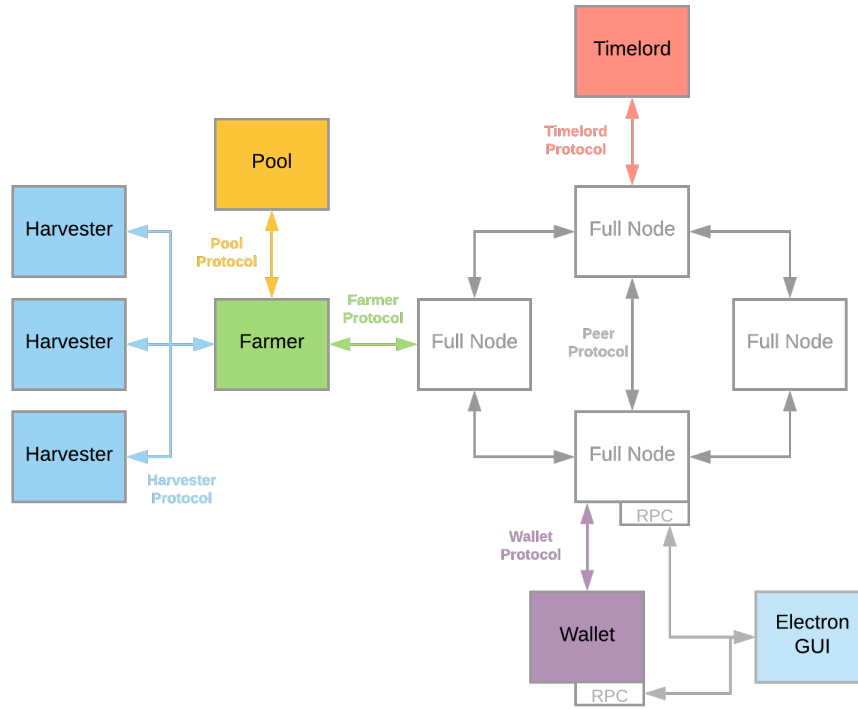 Timelord
Timelord
Protocol
Pool
Harvester
Full Node
Pool
Protocol
Farmer
Protocol
Harvester
Farmer
Full Node
Peer
Protocol
Full Node
Harvester
Full Node
Harvester
Protocol
RPC
Wallet
Protocol
Wallet
Electron
GUI
RPC